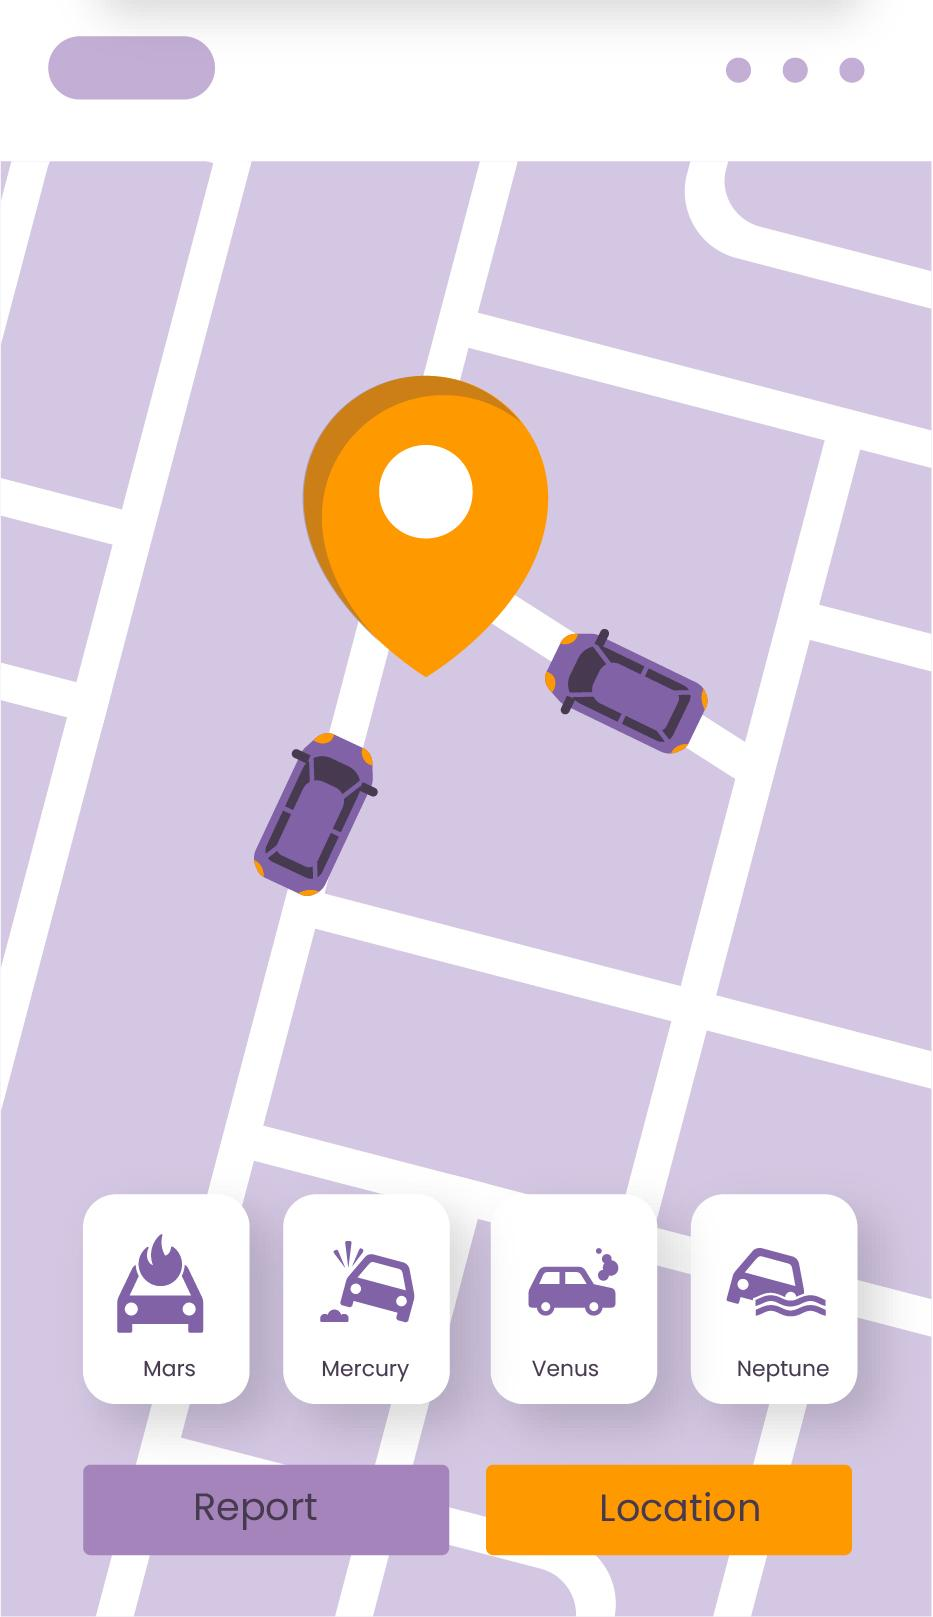 Mars
Mercury
Venus
Neptune
Report
Location